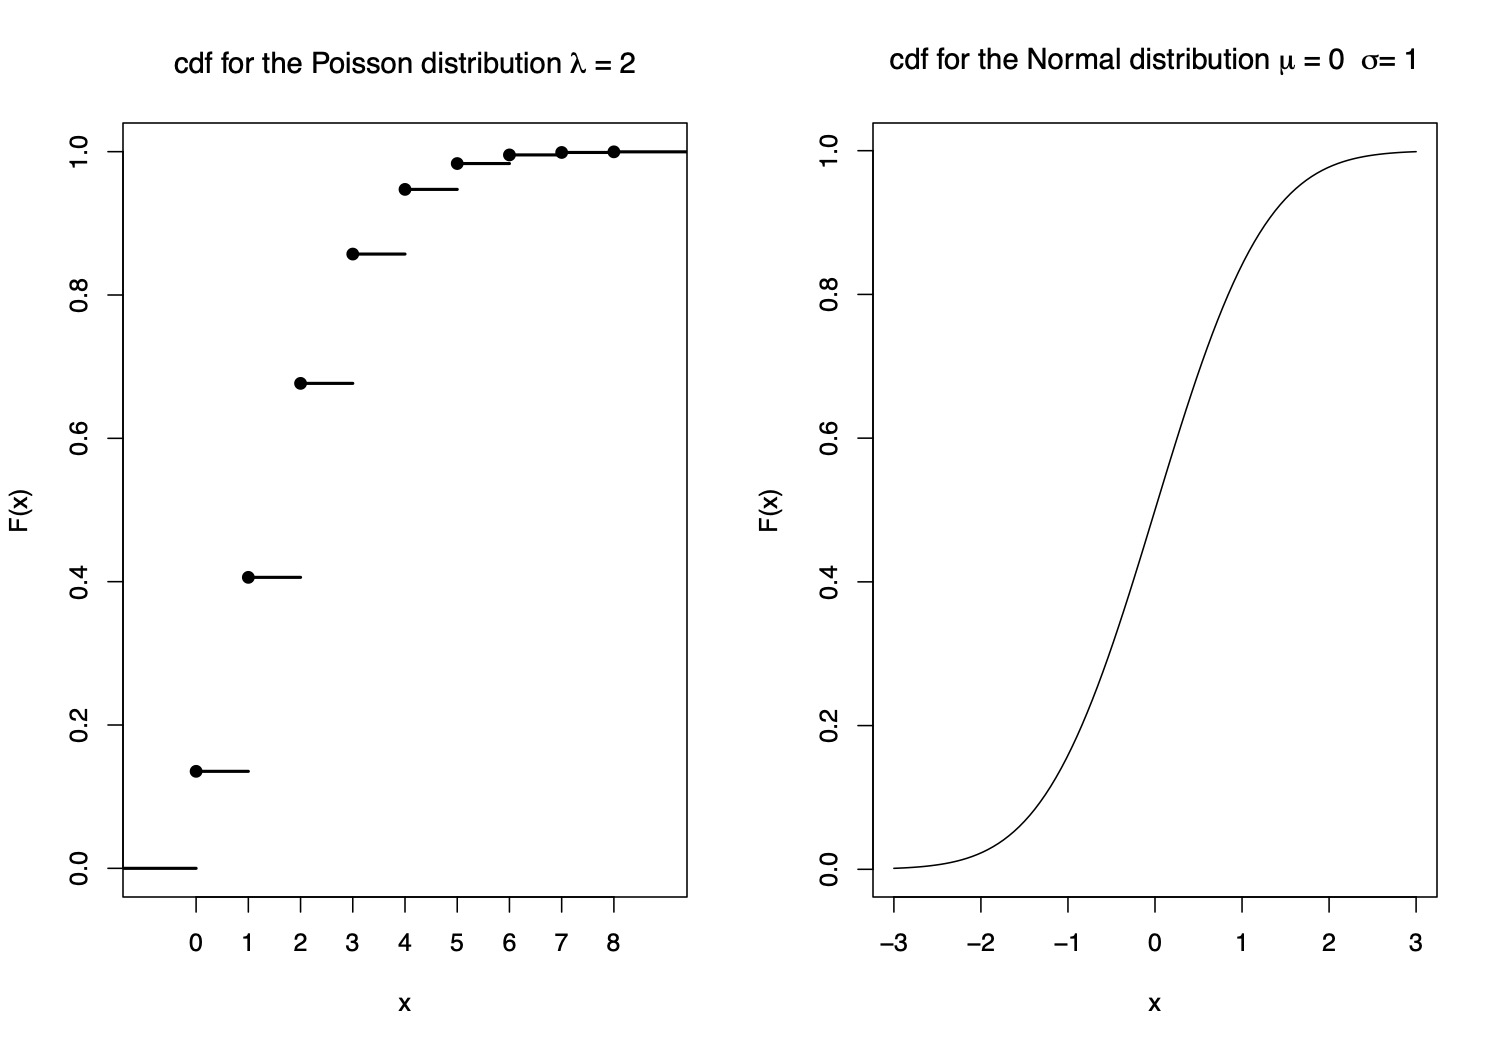 cdf for the Poisson distribution λ = 2
F(x)
1.0
0.8
0.6
0.4
0.2
0.0
0 1 2 3 4 5 6 7 8
x
cdf for the Normal distribution μ = 0 σ= 1
F(x)
1.0
0.8
0.6
0.4
0.2
0.0
−3 −2 −1 0 1 2 3
x